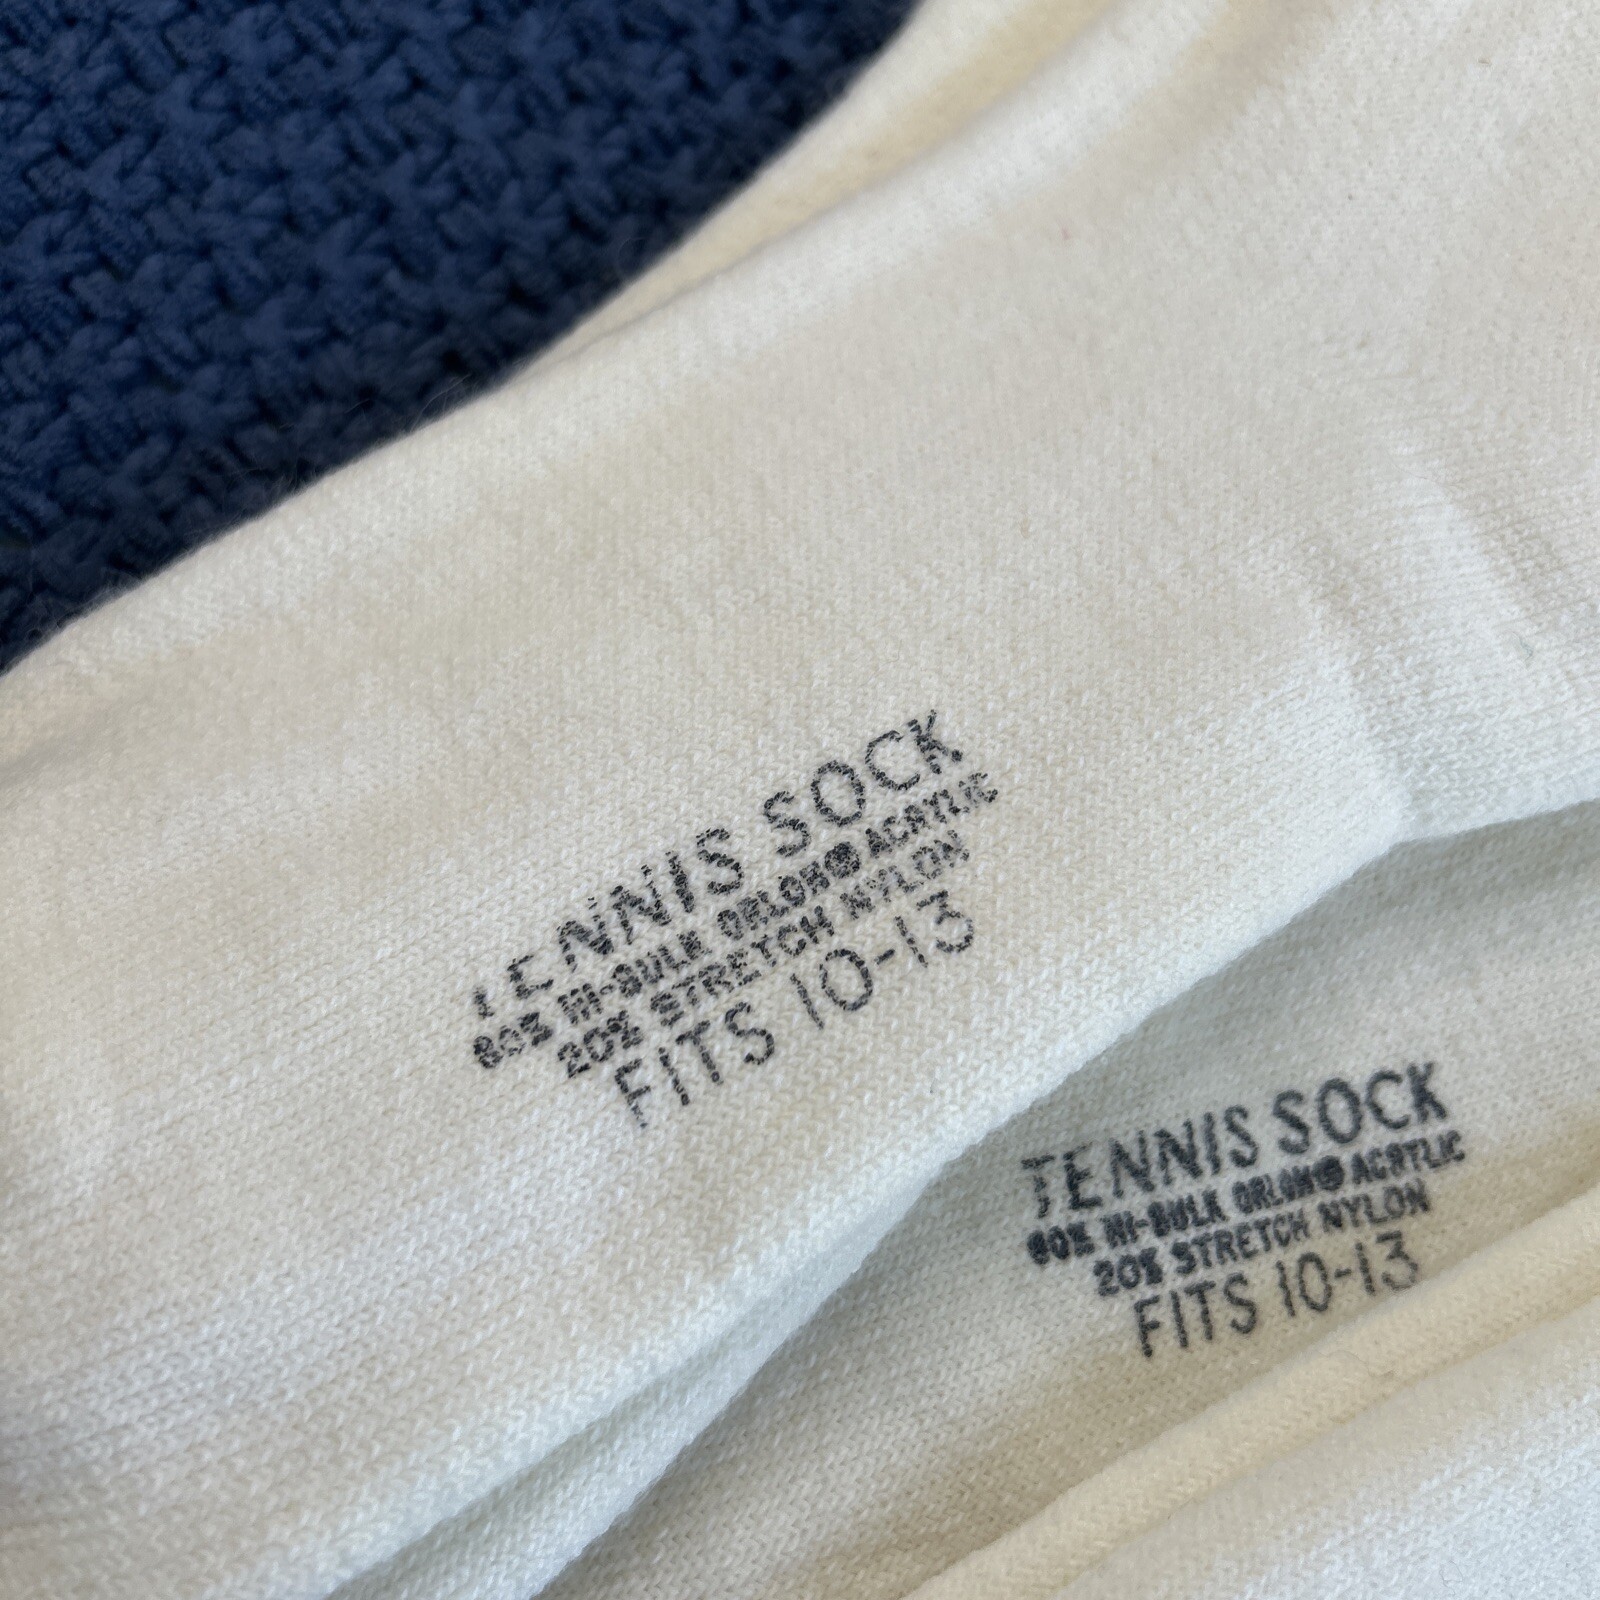 TENNIS SOCK
80% HI-BULK ORLON® ACRYLIC
20% STRETCH NYLON
FITS 10-13
TENNIS SOCK
80% HI-BULK ORLON® ACRYLIC
20% STRETCH NYLON
FITS 10-13